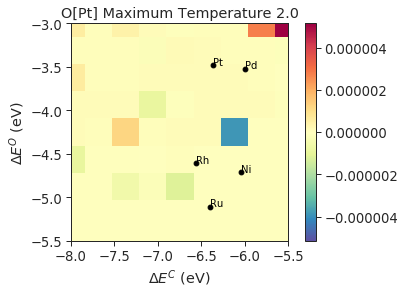 O[Pt] Maximum Temperature 2.0
−3.0
−3.5
−4.0
−4.5
−5.0
−5.5
ΔE^O (eV)
Pt
Pd
Rh
Ni
Ru
−8.0 −7.5 −7.0 −6.5 −6.0 −5.5
ΔE^C (eV)
0.000004
0.000002
0.000000
−0.000002
−0.000004